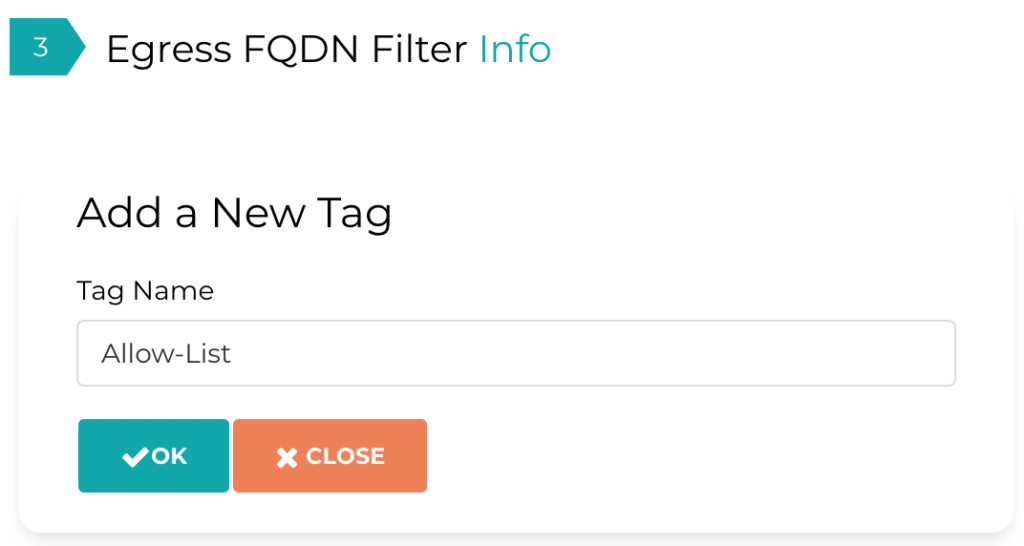 3 Egress FQDN Filter Info
Add a New Tag
Tag Name
Allow-List
OK CLOSE